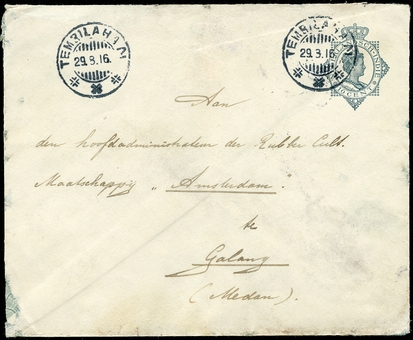 TEMBILAHAN
29.3.16.
TEMBILAHAN
29.3.16.
CENT
Aan
den hoofdadministrateur der Rubber Cult.
Maatschappij „ Amsterdam.
te
Galang
(Medan).